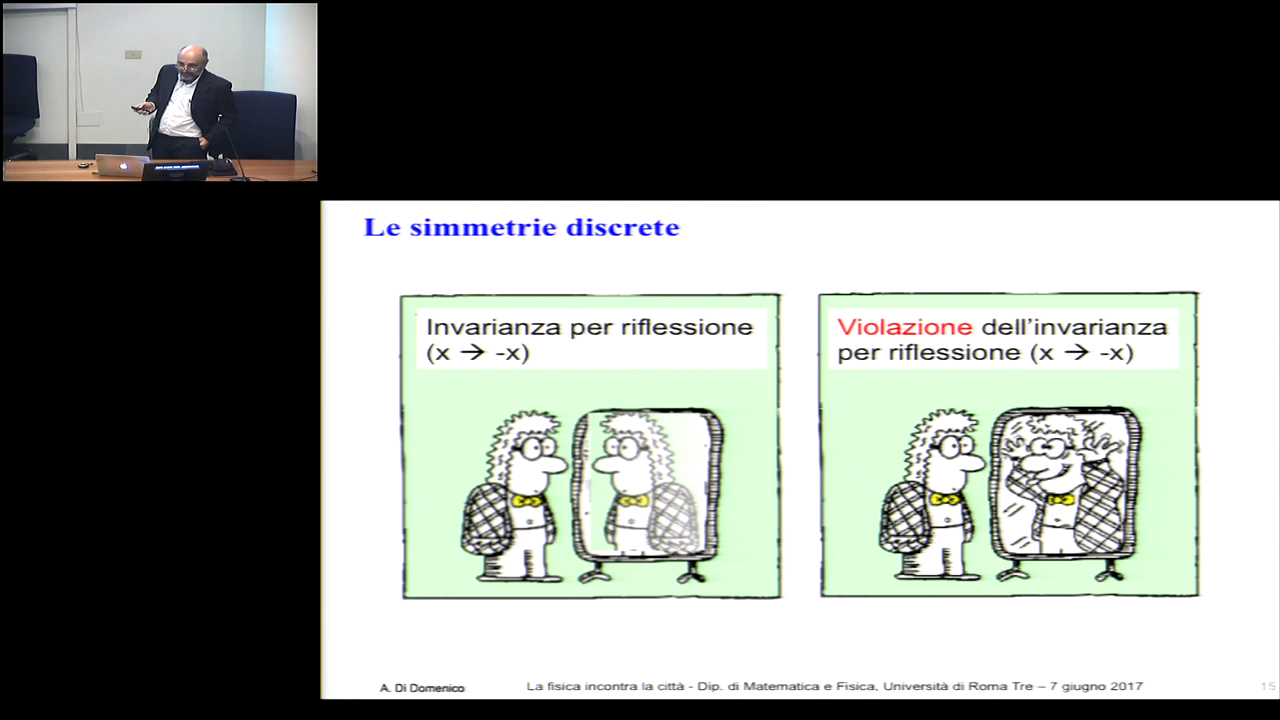 Le simmetrie discrete
Invarianza per riflessione
(x → -x)
Violazione dell'invarianza
per riflessione (x → -x)
A. Di Domenico
La fisica incontra la città - Dip. di Matematica e Fisica, Università di Roma Tre – 7 giugno 2017
15